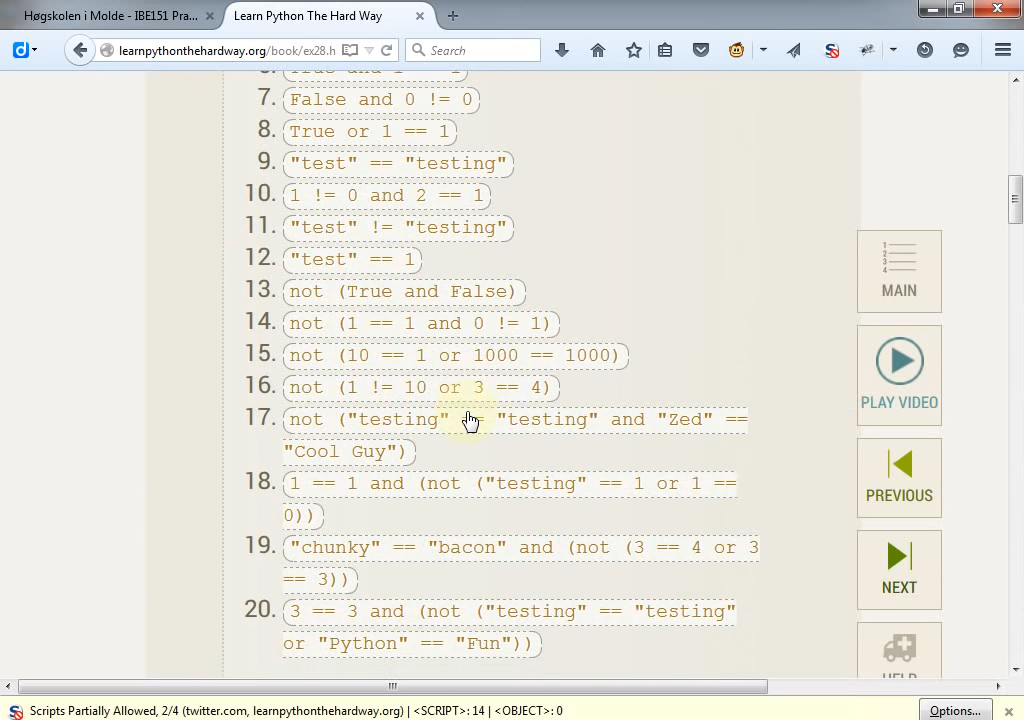 Høgskolen i Molde - IBE151 Pra...
Learn Python The Hard Way
learnpythonthehardway.org/book/ex28.h
Search
7. False and 0 != 0
8. True or 1 == 1
9. "test" == "testing"
10. 1 != 0 and 2 == 1
11. "test" != "testing"
12. "test" == 1
13. not (True and False)
14. not (1 == 1 and 0 != 1)
15. not (10 == 1 or 1000 == 1000)
16. not (1 != 10 or 3 == 4)
17. not ("testing" == "testing" and "Zed" ==
"Cool Guy")
18. 1 == 1 and (not ("testing" == 1 or 1 ==
0))
19. "chunky" == "bacon" and (not (3 == 4 or 3
== 3))
20. 3 == 3 and (not ("testing" == "testing"
or "Python" == "Fun"))
1
2
3
4
MAIN
PLAY VIDEO
PREVIOUS
NEXT
HELP
Scripts Partially Allowed, 2/4 (twitter.com, learnpythonthehardway.org) | <SCRIPT>: 14 | <OBJECT>: 0
Options...